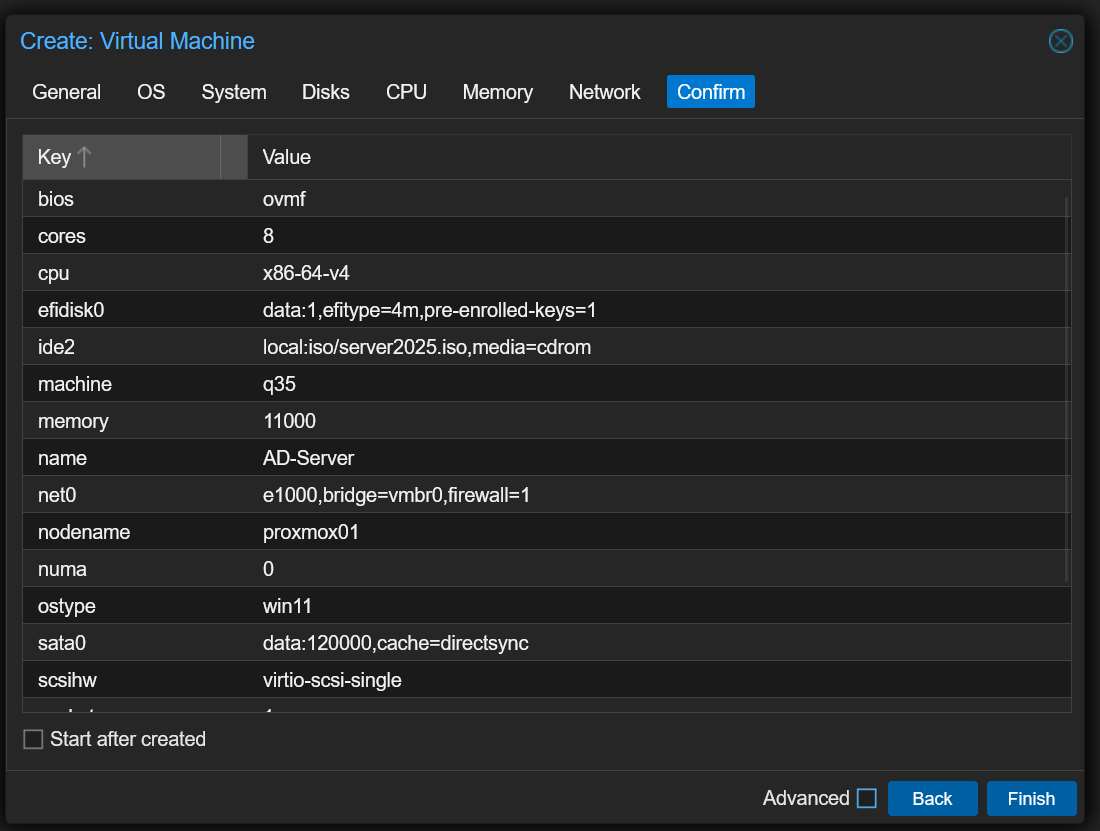 Create: Virtual Machine
General OS System Disks CPU Memory Network Confirm
Key Value
bios ovmf
cores 8
cpu x86-64-v4
efidisk0 data:1,efitype=4m,pre-enrolled-keys=1
ide2 local:iso/server2025.iso,media=cdrom
machine q35
memory 11000
name AD-Server
net0 e1000,bridge=vmbr0,firewall=1
nodename proxmox01
numa 0
ostype win11
sata0 data:120000,cache=directsync
scsihw virtio-scsi-single
Start after created
Advanced Back Finish